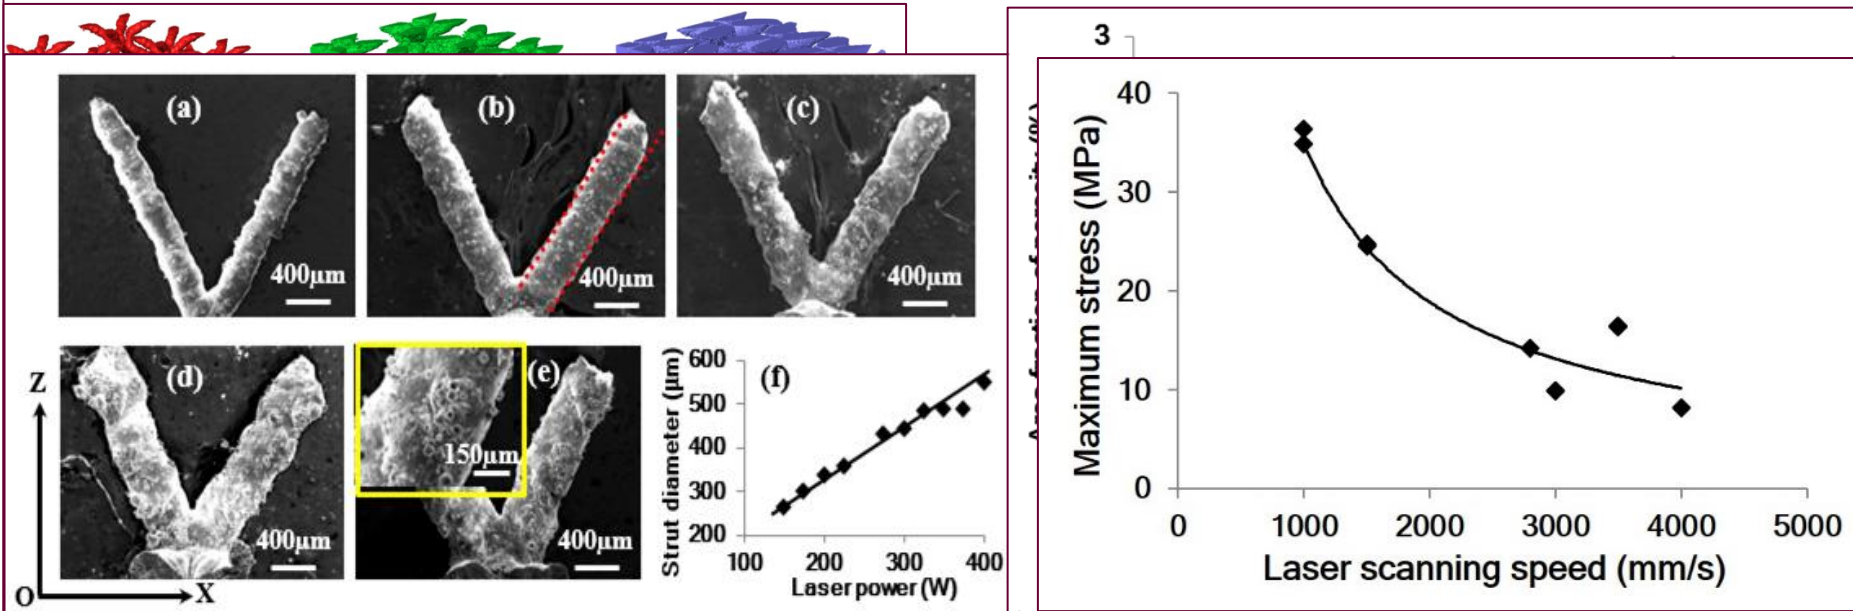 (a)
400µm
(b)
400µm
(c)
400µm
Z
O
X
(d)
400µm
150µm
(e)
400µm
(f)
Strut diameter (µm)
600
500
400
300
200
100 200 300 400
Laser power (W)
3
Maximum stress (MPa)
40
30
20
10
0
0 1000 2000 3000 4000 5000
Laser scanning speed (mm/s)